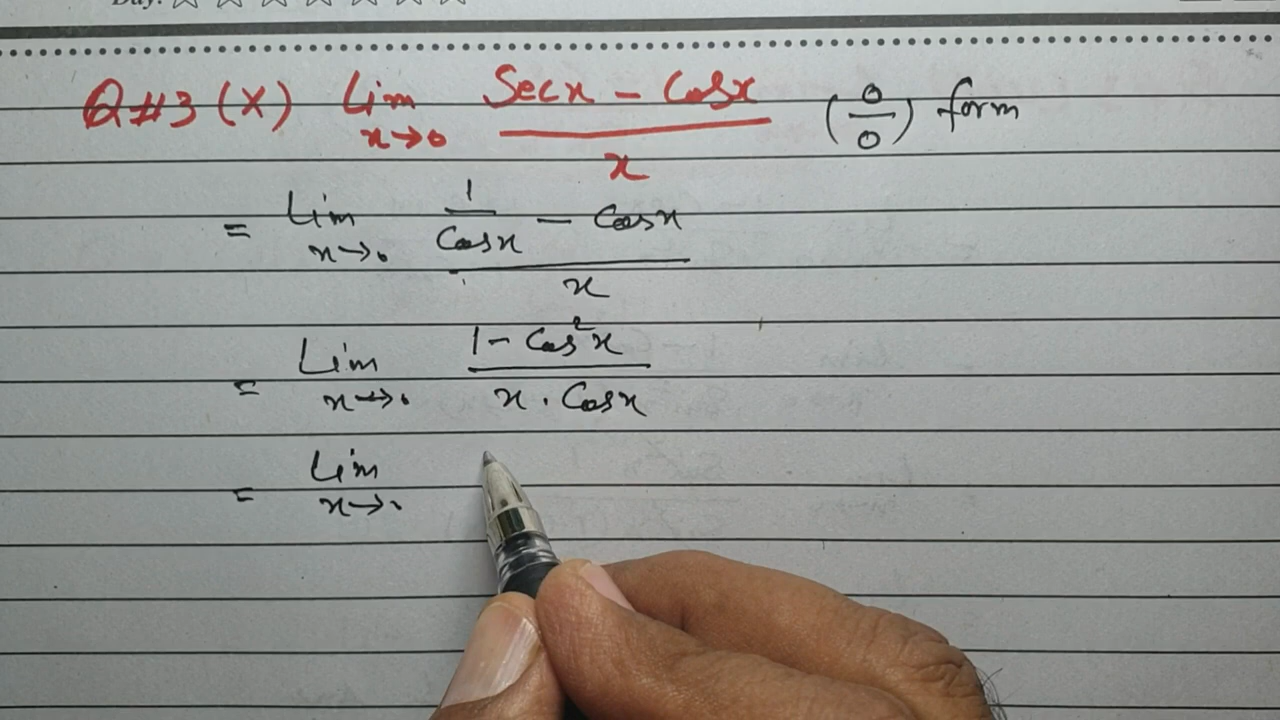 Day: ☆ ☆ ☆ ☆ ☆ ☆ ☆
Q#3 (X) Lim x→0 Secx - Cosx / x (0/0) form
= Lim x→0 1/Cosx - Cosx / x
= Lim x→0 1 - Cos²x / x . Cosx
= Lim x→0